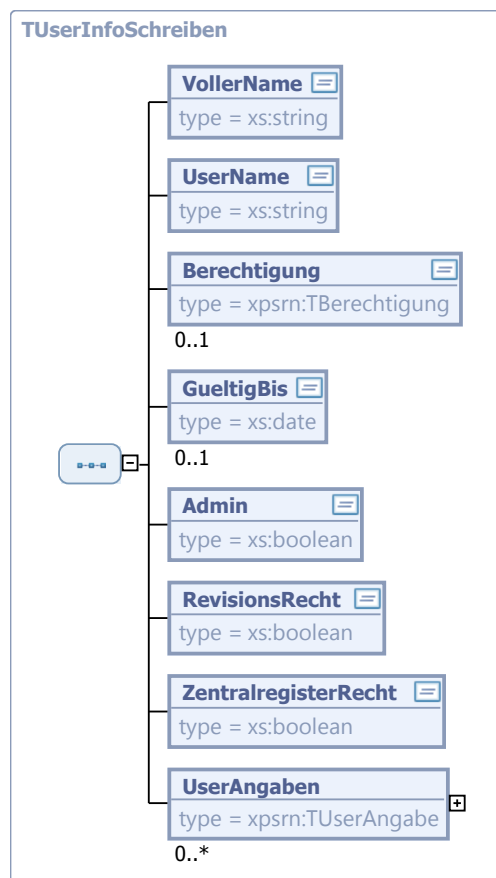 TUserInfoSchreiben
VollerName
type = xs:string
UserName
type = xs:string
Berechtigung
type = xpsrn:TBerechtigung
0..1
GueltigBis
type = xs:date
0..1
Admin
type = xs:boolean
RevisionsRecht
type = xs:boolean
ZentralregisterRecht
type = xs:boolean
UserAngaben
type = xpsrn:TUserAngabe
0..*